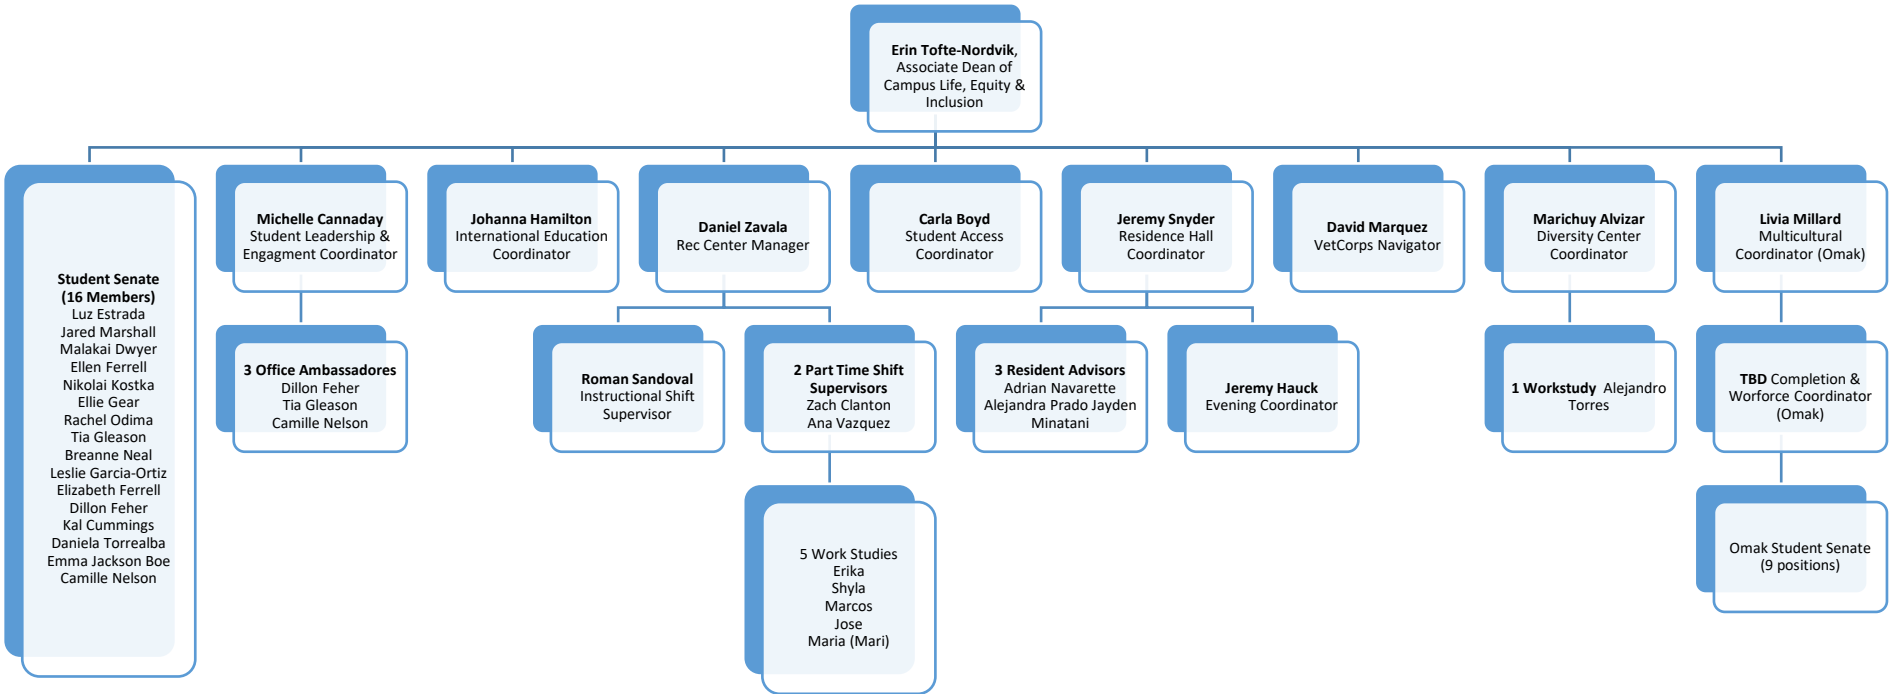 Erin Tofte-Nordvik,
Associate Dean of
Campus Life, Equity &
Inclusion
Student Senate
(16 Members)
Luz Estrada
Jared Marshall
Malakai Dwyer
Ellen Ferrell
Nikolai Kostka
Ellie Gear
Rachel Odima
Tia Gleason
Breanne Neal
Leslie Garcia-Ortiz
Elizabeth Ferrell
Dillon Feher
Kal Cummings
Daniela Torrealba
Emma Jackson Boe
Camille Nelson
Michelle Cannaday
Student Leadership &
Engagment Coordinator
3 Office Ambassadores
Dillon Feher
Tia Gleason
Camille Nelson
Johanna Hamilton
International Education
Coordinator
Daniel Zavala
Rec Center Manager
Roman Sandoval
Instructional Shift
Supervisor
2 Part Time Shift
Supervisors
Zach Clanton
Ana Vazquez
5 Work Studies
Erika
Shyla
Marcos
Jose
Maria (Mari)
Carla Boyd
Student Access
Coordinator
Jeremy Snyder
Residence Hall
Coordinator
3 Resident Advisors
Adrian Navarette
Alejandra Prado Jayden
Minatani
Jeremy Hauck
Evening Coordinator
David Marquez
VetCorps Navigator
Marichuy Alvizar
Diversity Center
Coordinator
1 Workstudy Alejandro
Torres
Livia Millard
Multicultural
Coordinator (Omak)
TBD Completion &
Worforce Coordinator
(Omak)
Omak Student Senate
(9 positions)